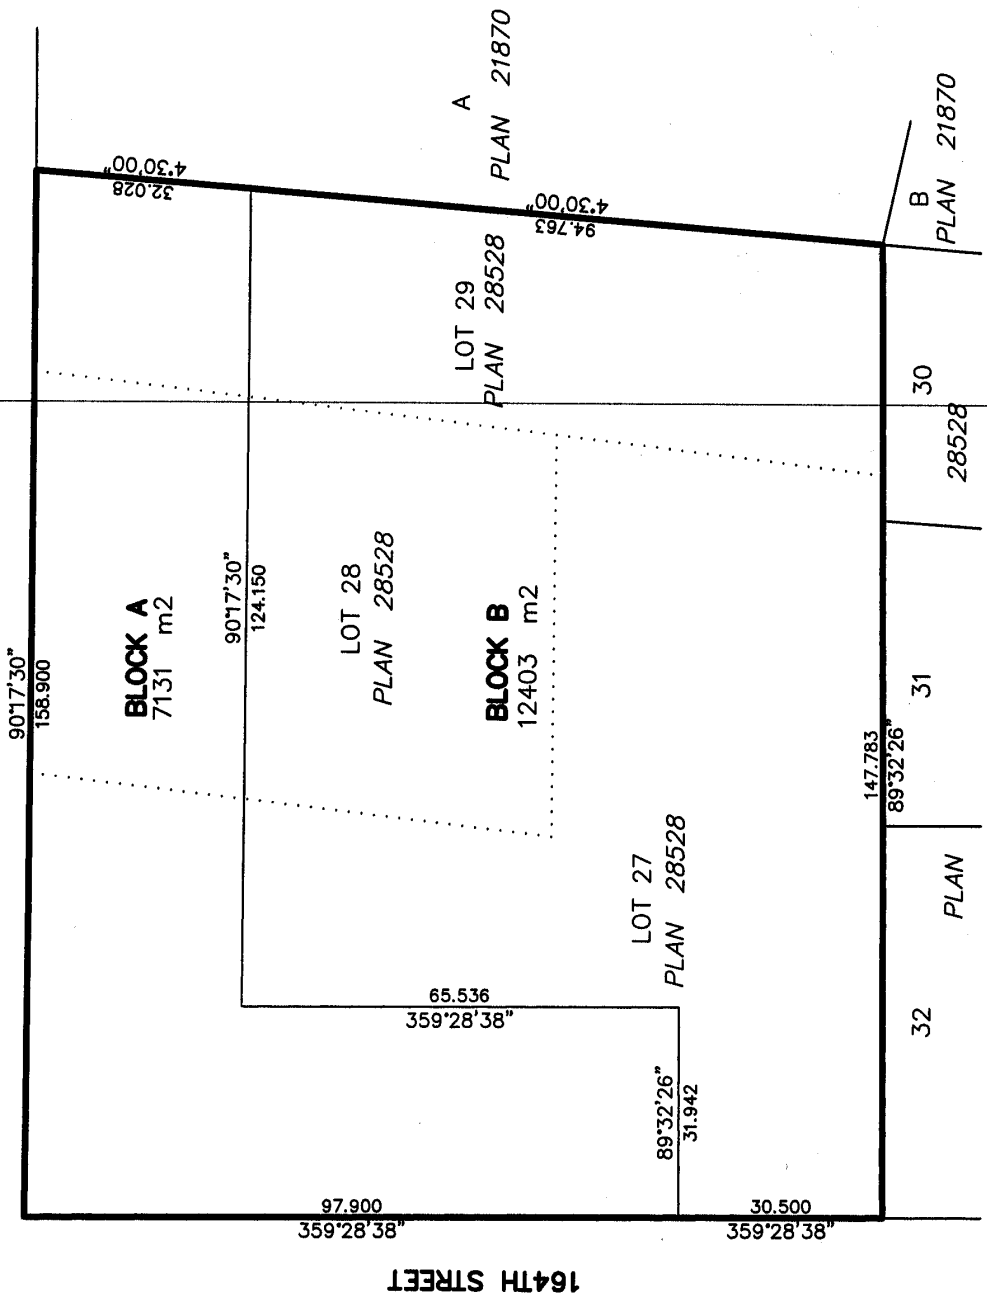 90°17'30"
158.900
BLOCK A
7131 m2
4°30'00"
32.028
A
PLAN 21870
90°17'30"
124.150
LOT 28
PLAN 28528
LOT 29
PLAN 28528
4°30'00"
94.763
B
PLAN 21870
BLOCK B
12403 m2
65.536
359°28'38"
LOT 27
PLAN 28528
89°32'26"
31.942
97.900
359°28'38"
30.500
359°28'38"
147.783
89°32'26"
30
31
32
PLAN 28528
164TH STREET